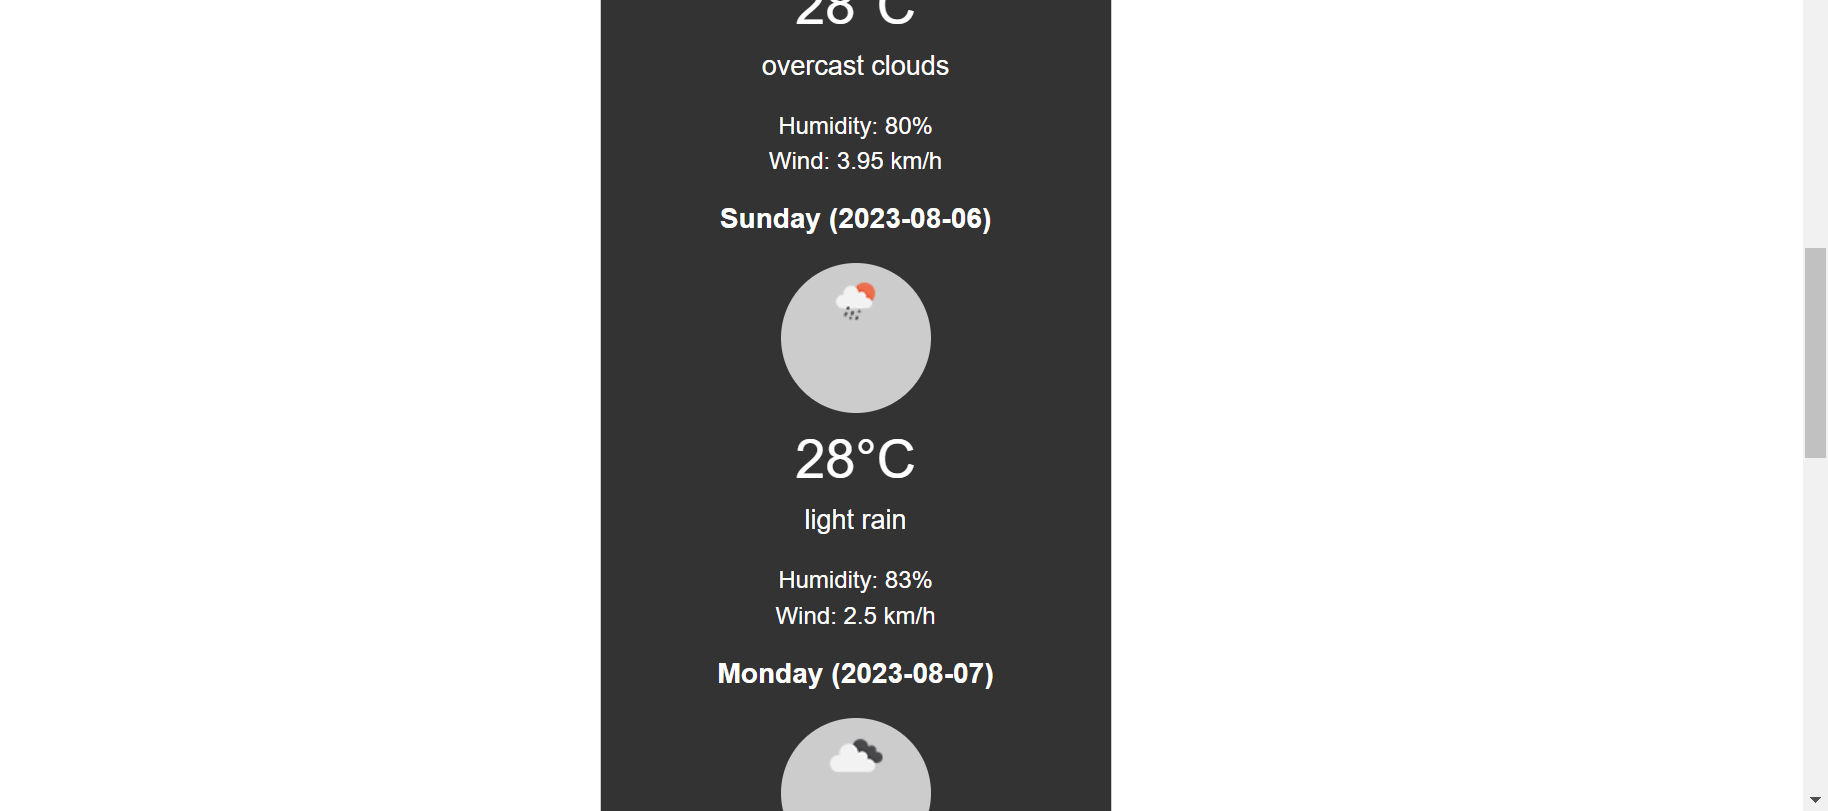 28°C
overcast clouds
Humidity: 80%
Wind: 3.95 km/h
Sunday (2023-08-06)
28°C
light rain
Humidity: 83%
Wind: 2.5 km/h
Monday (2023-08-07)